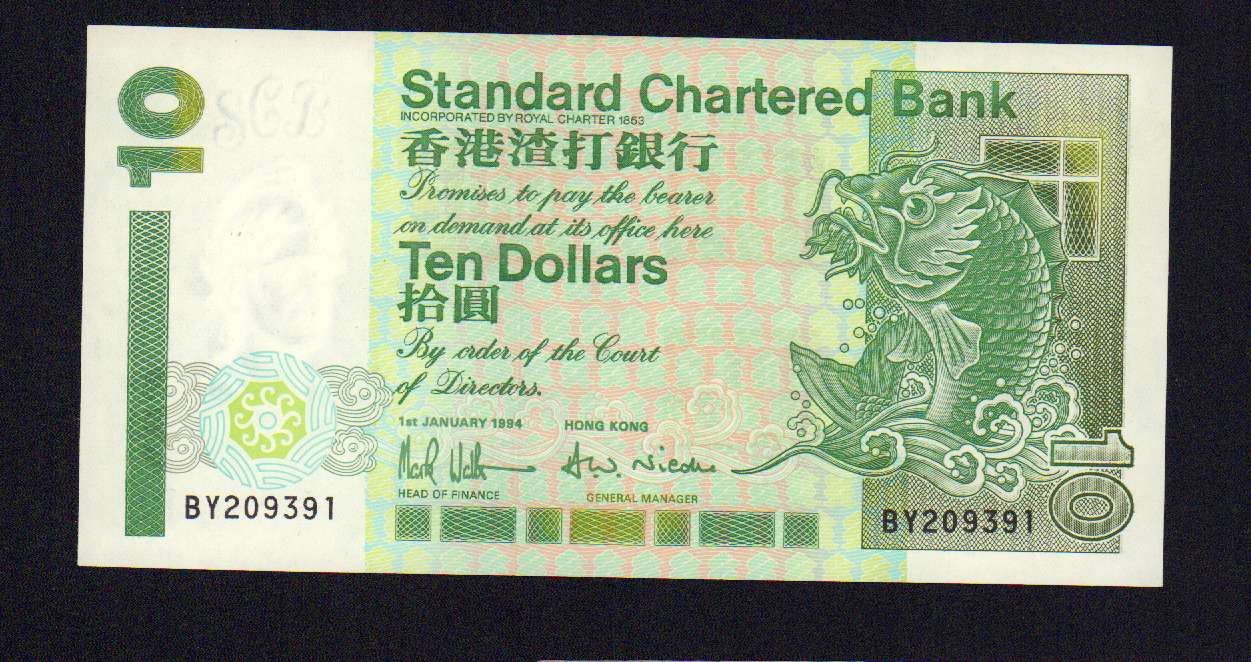 10
Standard Chartered Bank
INCORPORATED BY ROYAL CHARTER 1853
香港渣打銀行
Promises to pay the bearer
on demand at its office here
Ten Dollars
拾圓
By order of the Court
of Directors.
1st JANUARY 1994 HONG KONG
HEAD OF FINANCE GENERAL MANAGER
BY209391
BY209391
10